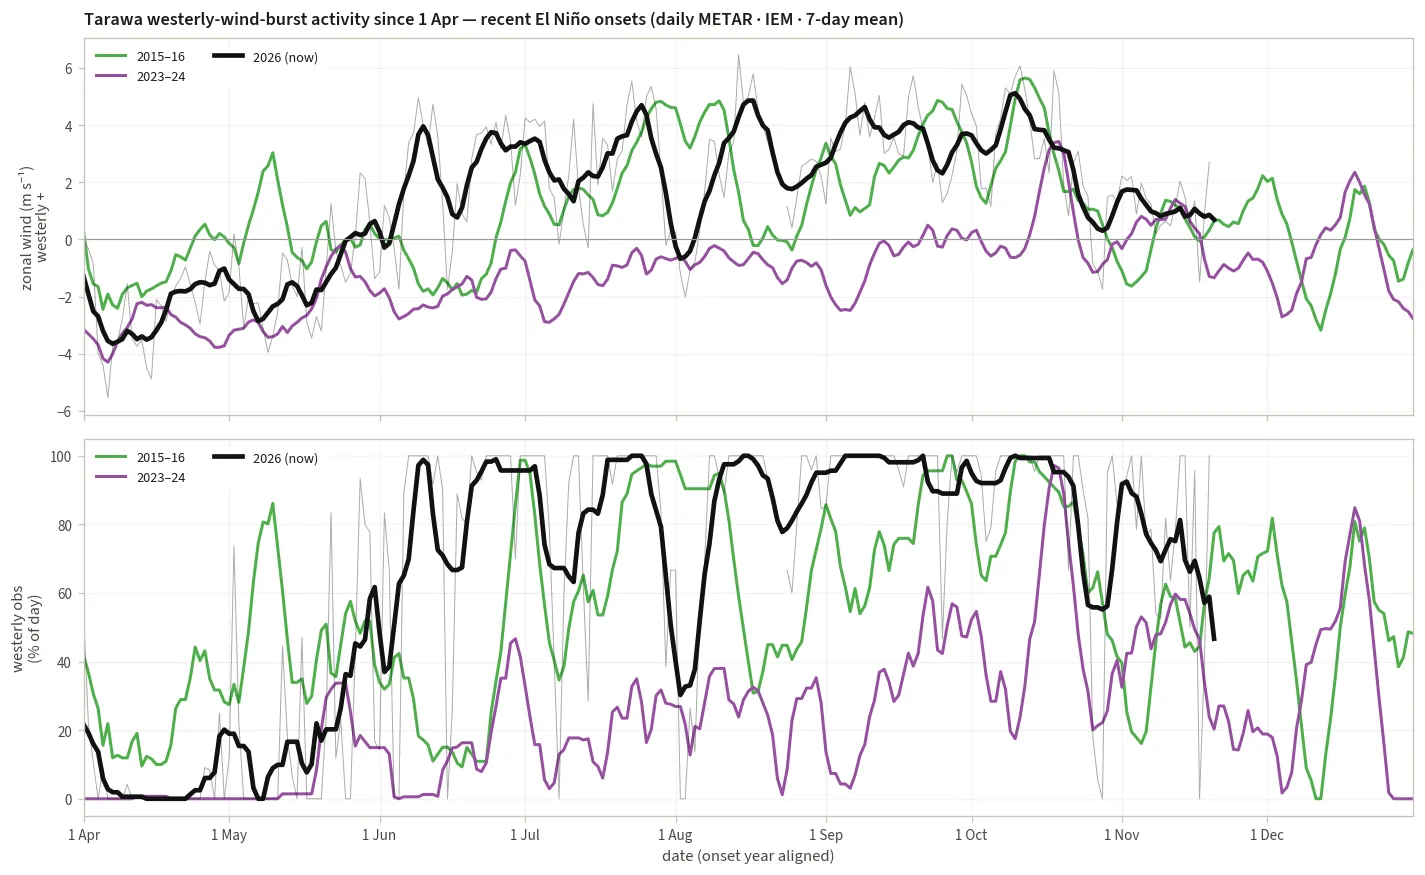 Tarawa westerly-wind-burst activity since 1 Apr — recent El Niño onsets (daily METAR · IEM · 7-day mean)
2015–16
2023–24
2026 (now)
zonal wind (m s⁻¹)
westerly +
6
4
2
0
−2
−4
−6
2015–16
2023–24
2026 (now)
westerly obs
(% of day)
100
80
60
40
20
0
1 Apr
1 May
1 Jun
1 Jul
1 Aug
1 Sep
1 Oct
1 Nov
1 Dec
date (onset year aligned)